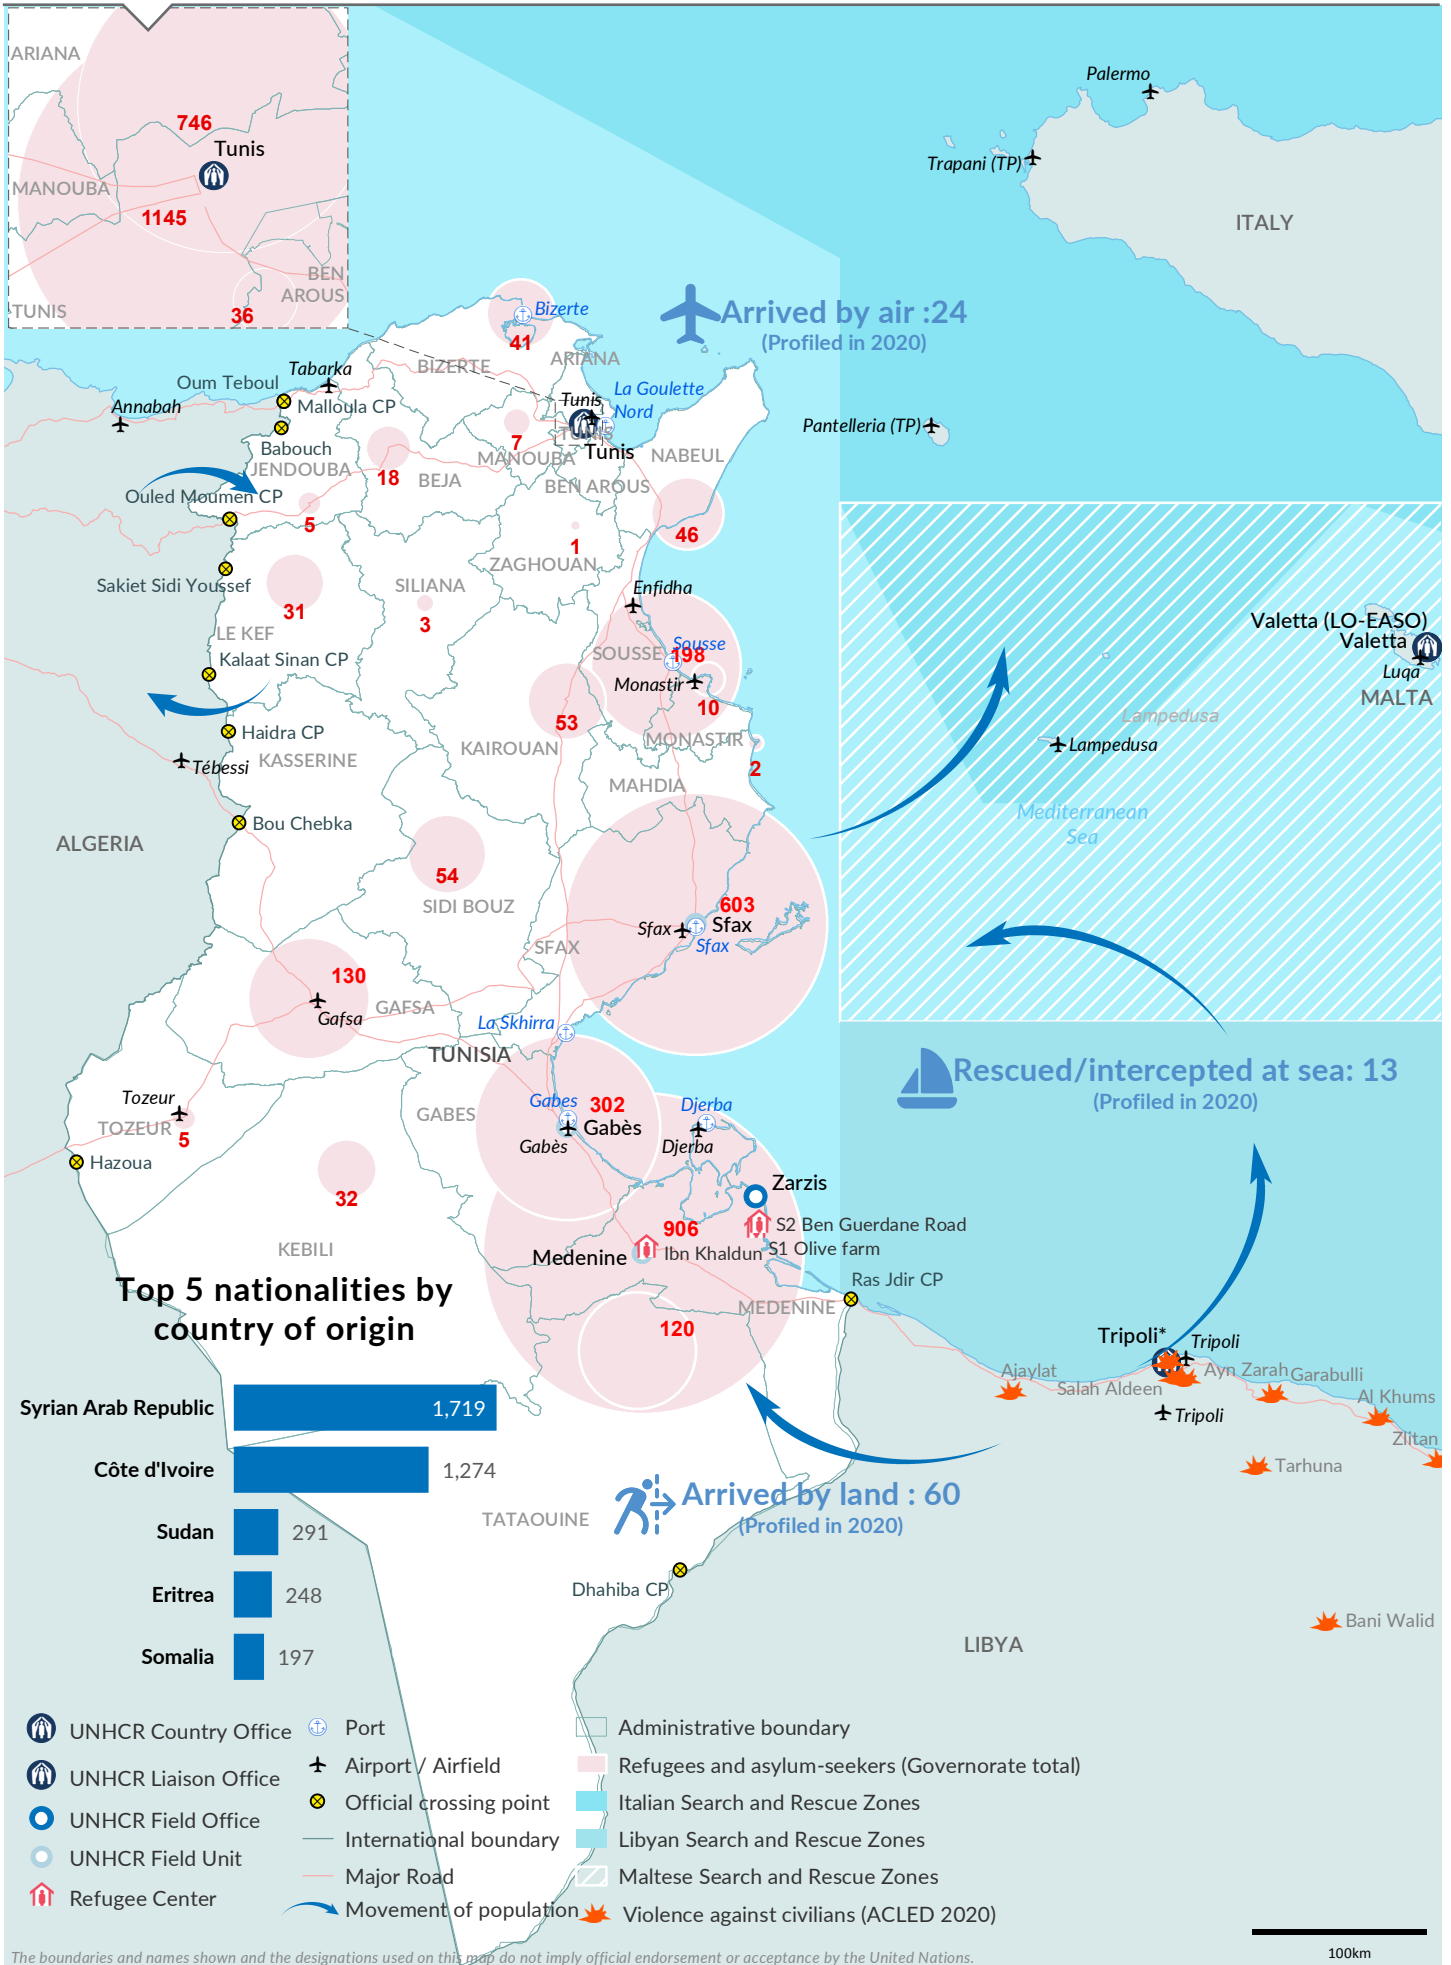 ARIANA
746
Tunis
MANOUBA
1145
BEN
AROUS
TUNIS
36
Palermo
Trapani (TP)
ITALY
Arrived by air :24
(Profiled in 2020)
Bizerte
41
BIZERTE
ARIANA
Tabarka
Oum Teboul
Malloula CP
Annabah
Babouch
JENDOUBA
La Goulette
Nord
Tunis
TUNIS
Tunis
7
MANOUBA
18
BEJA
NABEUL
BEN AROUS
Pantelleria (TP)
Ouled Moumen CP
5
46
1
ZAGHOUAN
Sakiet Sidi Youssef
31
SILIANA
3
Enfidha
LE KEF
Kalaat Sinan CP
SOUSSE
Sousse
198
Monastir
10
53
MONASTIR
2
Haidra CP
KASSERINE
KAIROUAN
Tébessi
MAHDIA
Valetta (LO-EASO)
Valetta
Luqa
MALTA
Lampedusa
Lampedusa
Mediterranean
Sea
Bou Chebka
ALGERIA
54
SIDI BOUZ
603
Sfax
Sfax
Sfax
SFAX
130
GAFSA
Gafsa
La Skhirra
TUNISIA
Rescued/intercepted at sea: 13
(Profiled in 2020)
Tozeur
TOZEUR
5
GABES
Gabes
302
Gabès
Gabès
Djerba
Djerba
Hazoua
32
Zarzis
906
S2 Ben Guerdane Road
S1 Olive farm
Medenine
Ibn Khaldun
KEBILI
Ras Jdir CP
MEDENINE
120
Top 5 nationalities by
country of origin
Syrian Arab Republic
1,719
Côte d'Ivoire
1,274
Sudan
291
Eritrea
248
Somalia
197
Tripoli*
Tripoli
Ajaylat
Salah Aldeen
Ayn Zarah
Garabulli
Al Khums
Tripoli
Zlitan
Tarhuna
Arrived by land : 60
(Profiled in 2020)
TATAOUINE
Dhahiba CP
Bani Walid
LIBYA
UNHCR Country Office
UNHCR Liaison Office
UNHCR Field Office
UNHCR Field Unit
Refugee Center
Port
Airport / Airfield
Official crossing point
International boundary
Major Road
Movement of population
Administrative boundary
Refugees and asylum-seekers (Governorate total)
Italian Search and Rescue Zones
Libyan Search and Rescue Zones
Maltese Search and Rescue Zones
Violence against civilians (ACLED 2020)
100km
The boundaries and names shown and the designations used on this map do not imply official endorsement or acceptance by the United Nations.